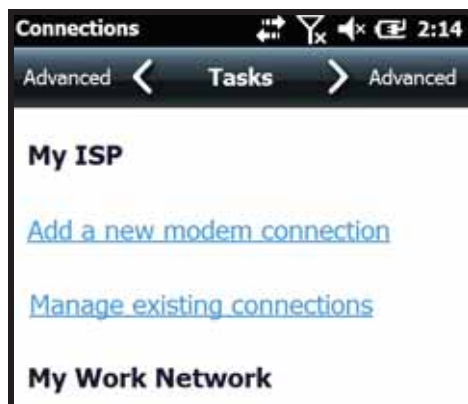 Connections 2:14
Advanced Tasks Advanced
My ISP
Add a new modem connection
Manage existing connections
My Work Network